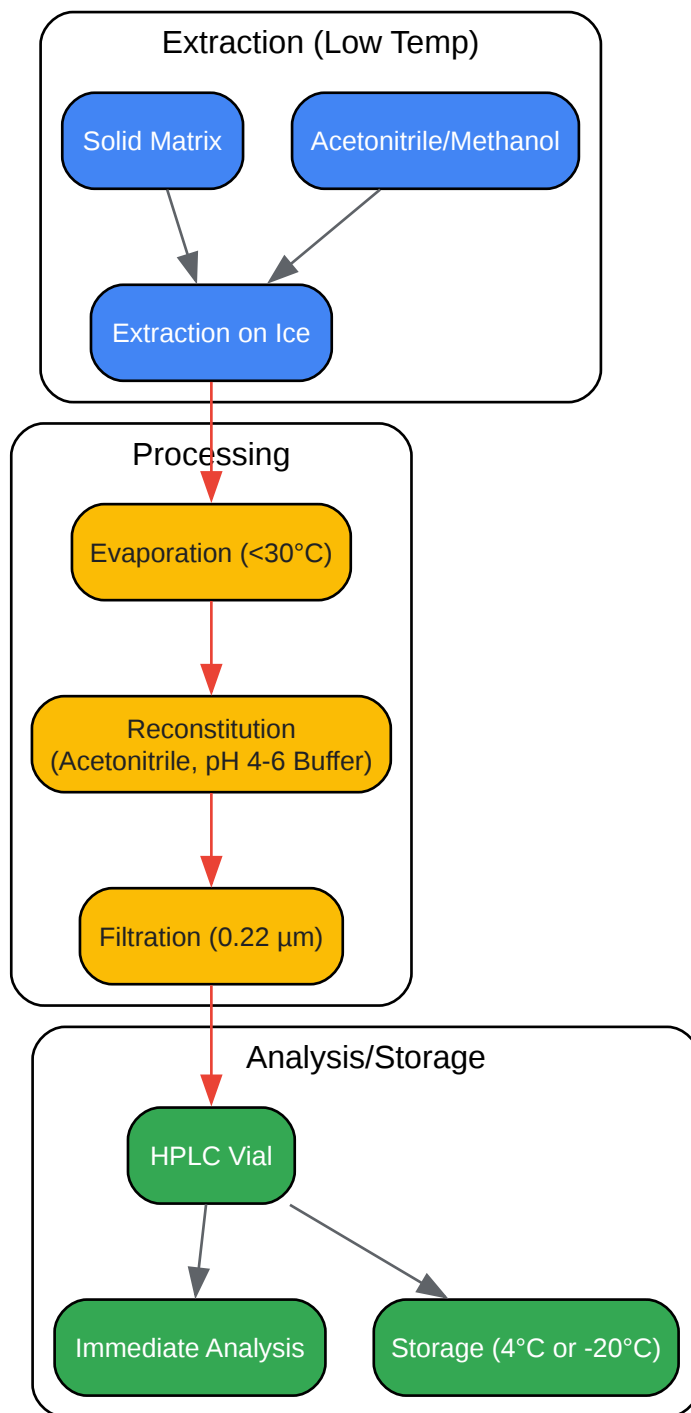 Extraction (Low Temp)
Solid Matrix
Acetonitrile/Methanol
Extraction on Ice
Processing
Evaporation (<30°C)
Reconstitution
(Acetonitrile, pH 4-6 Buffer)
Filtration (0.22 µm)
Analysis/Storage
HPLC Vial
Immediate Analysis
Storage (4°C or -20°C)